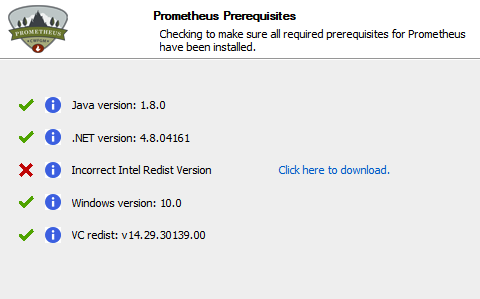 Prometheus Prerequisites
Checking to make sure all required prerequisites for Prometheus
have been installed.
PROMETHEUS
Java version: 1.8.0
.NET version: 4.8.04161
Incorrect Intel Redist Version Click here to download.
Windows version: 10.0
VC redist: v14.29.30139.00